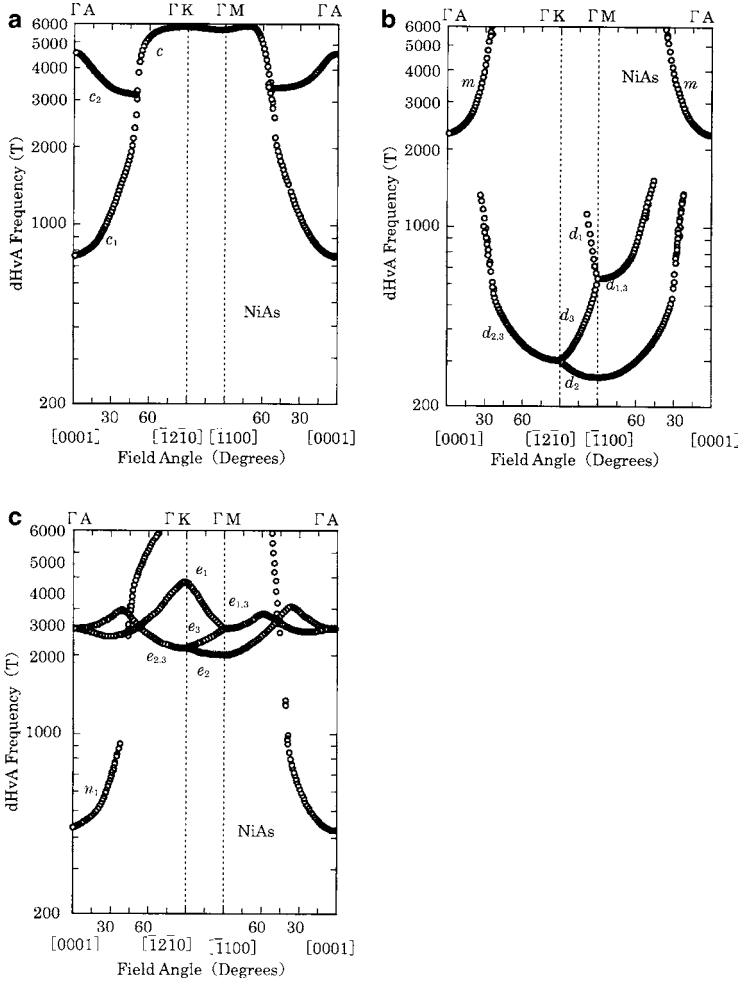 a
ΓA ΓK ΓM ΓA
6000
5000
4000
3000
2000
1000
200
dHvA Frequency (T)
c
c₂
c₁
NiAs
30 60 60 30
[0001] [1̄21̄0] [1̄100] [0001]
Field Angle (Degrees)
b
ΓA ΓK ΓM ΓA
6000
5000
4000
3000
2000
1000
200
dHvA Frequency (T)
m
NiAs
m
d₁
d₁,₃
d₃
d₂,₃
d₂
30 60 60 30
[0001] [1̄21̄0] [1̄100] [0001]
Field Angle (Degrees)
c
ΓA ΓK ΓM ΓA
6000
5000
4000
3000
2000
1000
200
dHvA Frequency (T)
e₁
e₁,₃
e₃
e₂,₃
e₂
n₁
NiAs
30 60 60 30
[0001] [1̄21̄0] [1̄100] [0001]
Field Angle (Degrees)